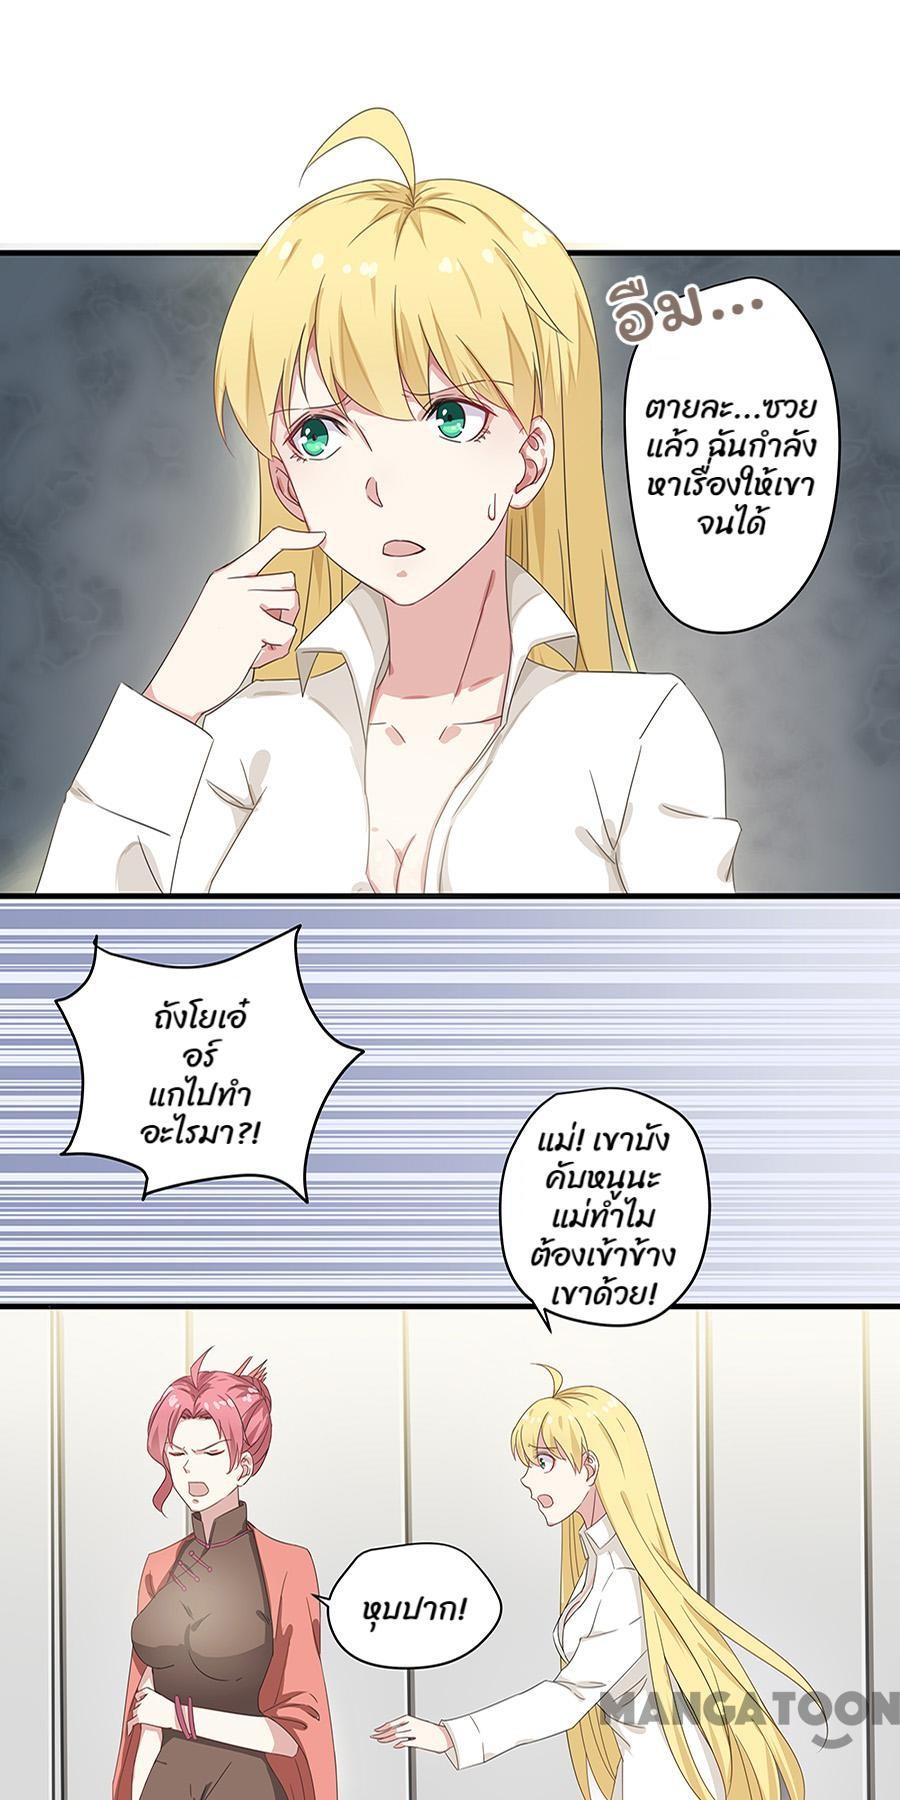 อืม...
ตายละ...ซวย
แล้ว ฉันกำลัง
หาเรื่องให้เขา
จนได้
ถังโยเอ๋
อร์
แกไปทำ
อะไรมา?!
แม่! เขาบัง
คับหนูนะ
แม่ทำไม
ต้องเข้าข้าง
เขาด้วย!
หุบปาก!
MANGATOON